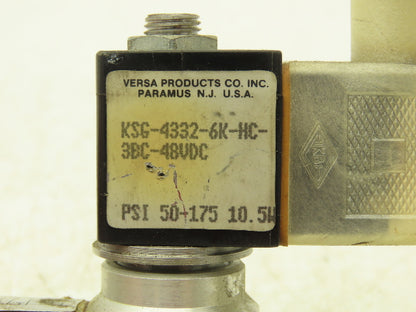 VERSA PRODUCTS CO. INC.
PARAMUS N.J. U.S.A.
KSG-4332-6K-HC-
3BC-48VDC
PSI 50-175 10.5W